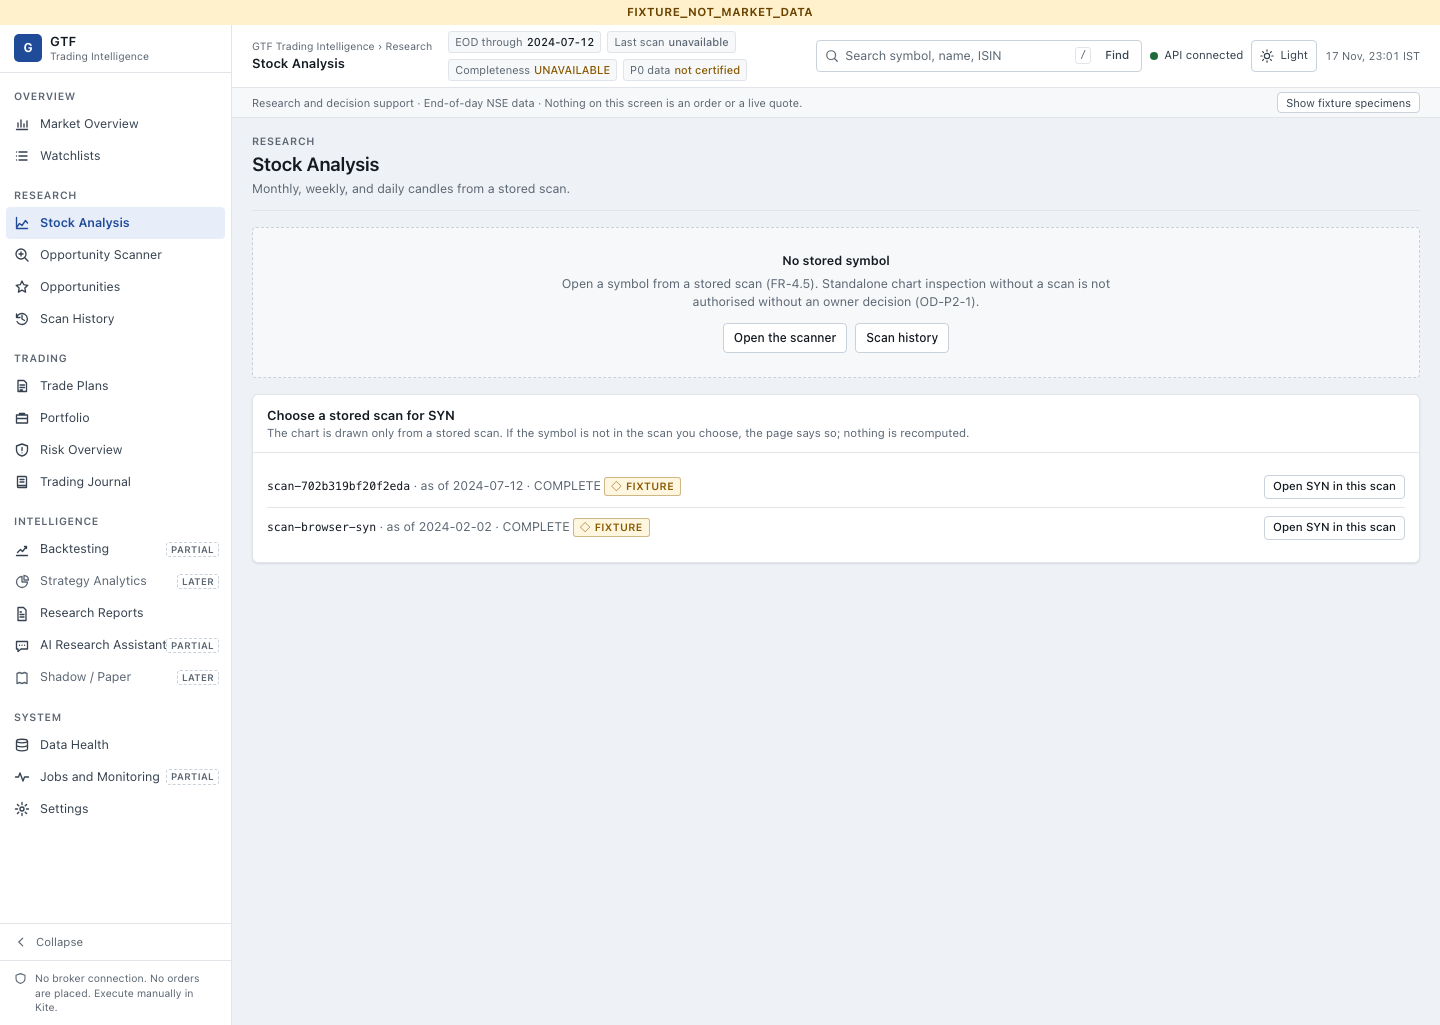 FIXTURE_NOT_MARKET_DATA
G
GTF
Trading Intelligence
OVERVIEW
Market Overview
Watchlists
RESEARCH
Stock Analysis
Opportunity Scanner
Opportunities
Scan History
TRADING
Trade Plans
Portfolio
Risk Overview
Trading Journal
INTELLIGENCE
Backtesting PARTIAL
Strategy Analytics LATER
Research Reports
AI Research Assistant PARTIAL
Shadow / Paper LATER
SYSTEM
Data Health
Jobs and Monitoring PARTIAL
Settings
Collapse
No broker connection. No orders
are placed. Execute manually in
Kite.
GTF Trading Intelligence › Research
Stock Analysis
EOD through 2024-07-12 Last scan unavailable
Completeness UNAVAILABLE P0 data not certified
Search symbol, name, ISIN / Find
API connected
Light
17 Nov, 23:01 IST
Research and decision support · End-of-day NSE data · Nothing on this screen is an order or a live quote.
Show fixture specimens
RESEARCH
Stock Analysis
Monthly, weekly, and daily candles from a stored scan.
No stored symbol
Open a symbol from a stored scan (FR-4.5). Standalone chart inspection without a scan is not
authorised without an owner decision (OD-P2-1).
Open the scanner Scan history
Choose a stored scan for SYN
The chart is drawn only from a stored scan. If the symbol is not in the scan you choose, the page says so; nothing is recomputed.
scan-702b319bf20f2eda · as of 2024-07-12 · COMPLETE ◇ FIXTURE Open SYN in this scan
scan-browser-syn · as of 2024-02-02 · COMPLETE ◇ FIXTURE Open SYN in this scan